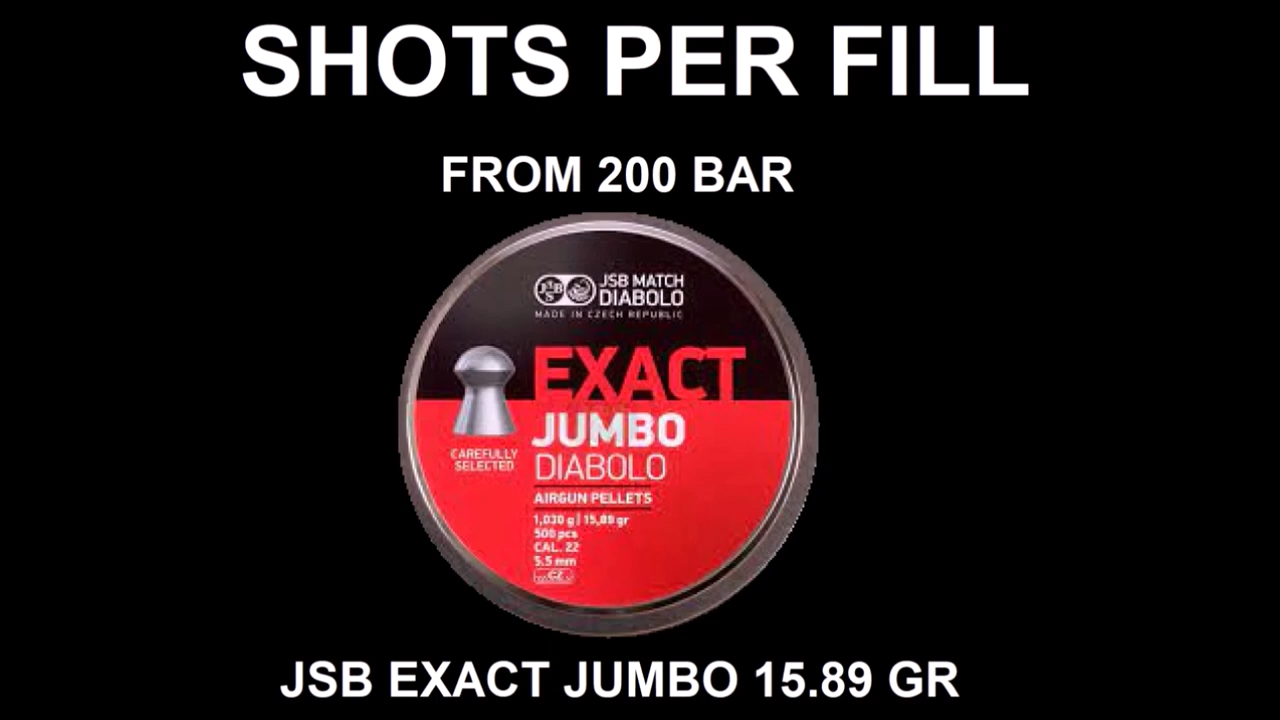 SHOTS PER FILL
FROM 200 BAR
JSB MATCH
DIABOLO
MADE IN CZECH REPUBLIC
EXACT
JUMBO
DIABOLO
CAREFULLY
SELECTED
AIRGUN PELLETS
1,030 g | 15,89 gr
500 pcs
CAL. 22
5.5 mm
JSB EXACT JUMBO 15.89 GR